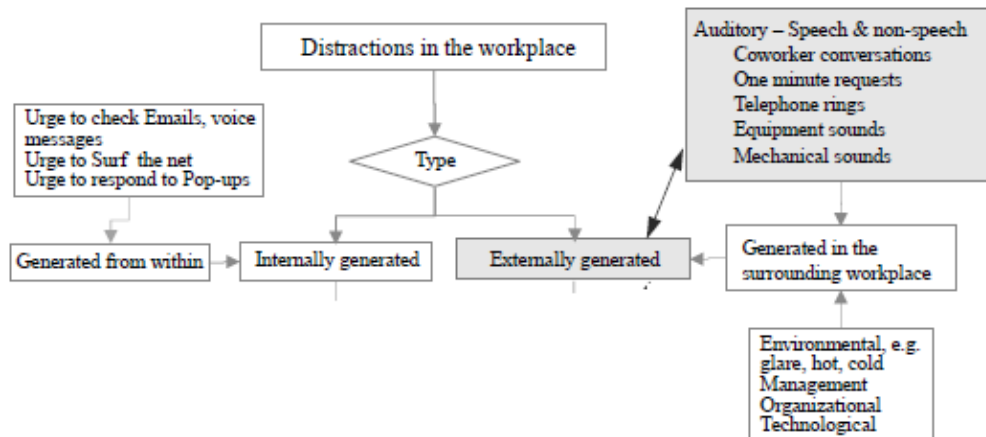 Distractions in the workplace
Auditory – Speech & non-speech
Coworker conversations
One minute requests
Telephone rings
Equipment sounds
Mechanical sounds
Urge to check Emails, voice
messages
Urge to Surf the net
Urge to respond to Pop-ups
Type
Generated from within
Internally generated
Externally generated
Generated in the
surrounding workplace
Environmental, e.g.
glare, hot, cold
Management
Organizational
Technological